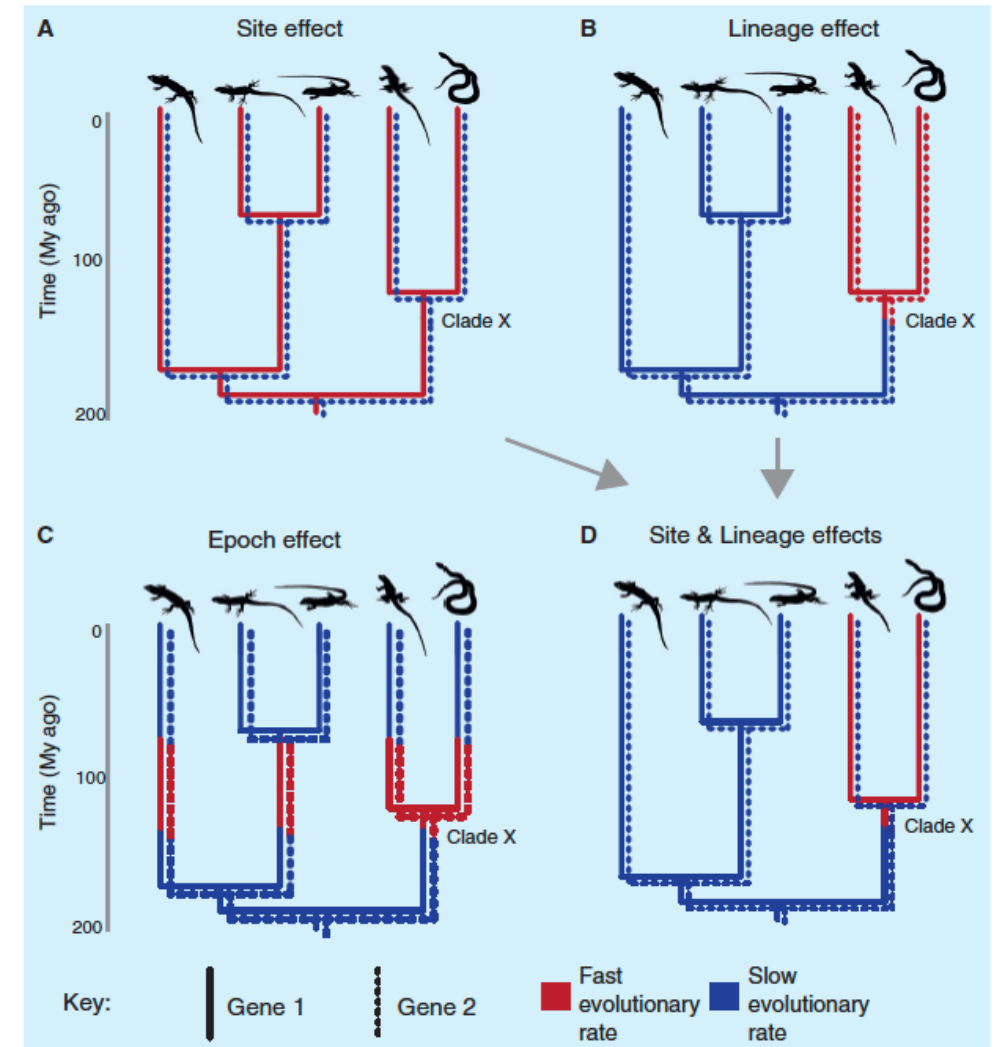 A
Site effect
B
Lineage effect
Time (My ago)
0
100
200
Clade X
Clade X
C
Epoch effect
D
Site & Lineage effects
Time (My ago)
0
100
200
Clade X
Clade X
Key:
Gene 1
Gene 2
Fast
evolutionary
rate
Slow
evolutionary
rate